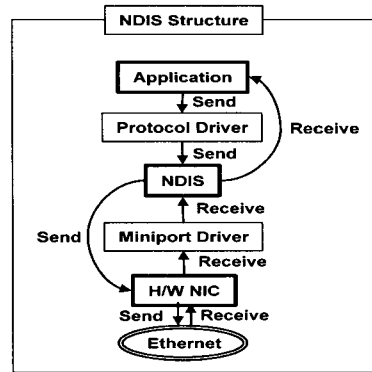 NDIS Structure
Application
Send
Protocol Driver
Receive
Send
NDIS
Receive
Send
Miniport Driver
Receive
H/W NIC
Send
Receive
Ethernet